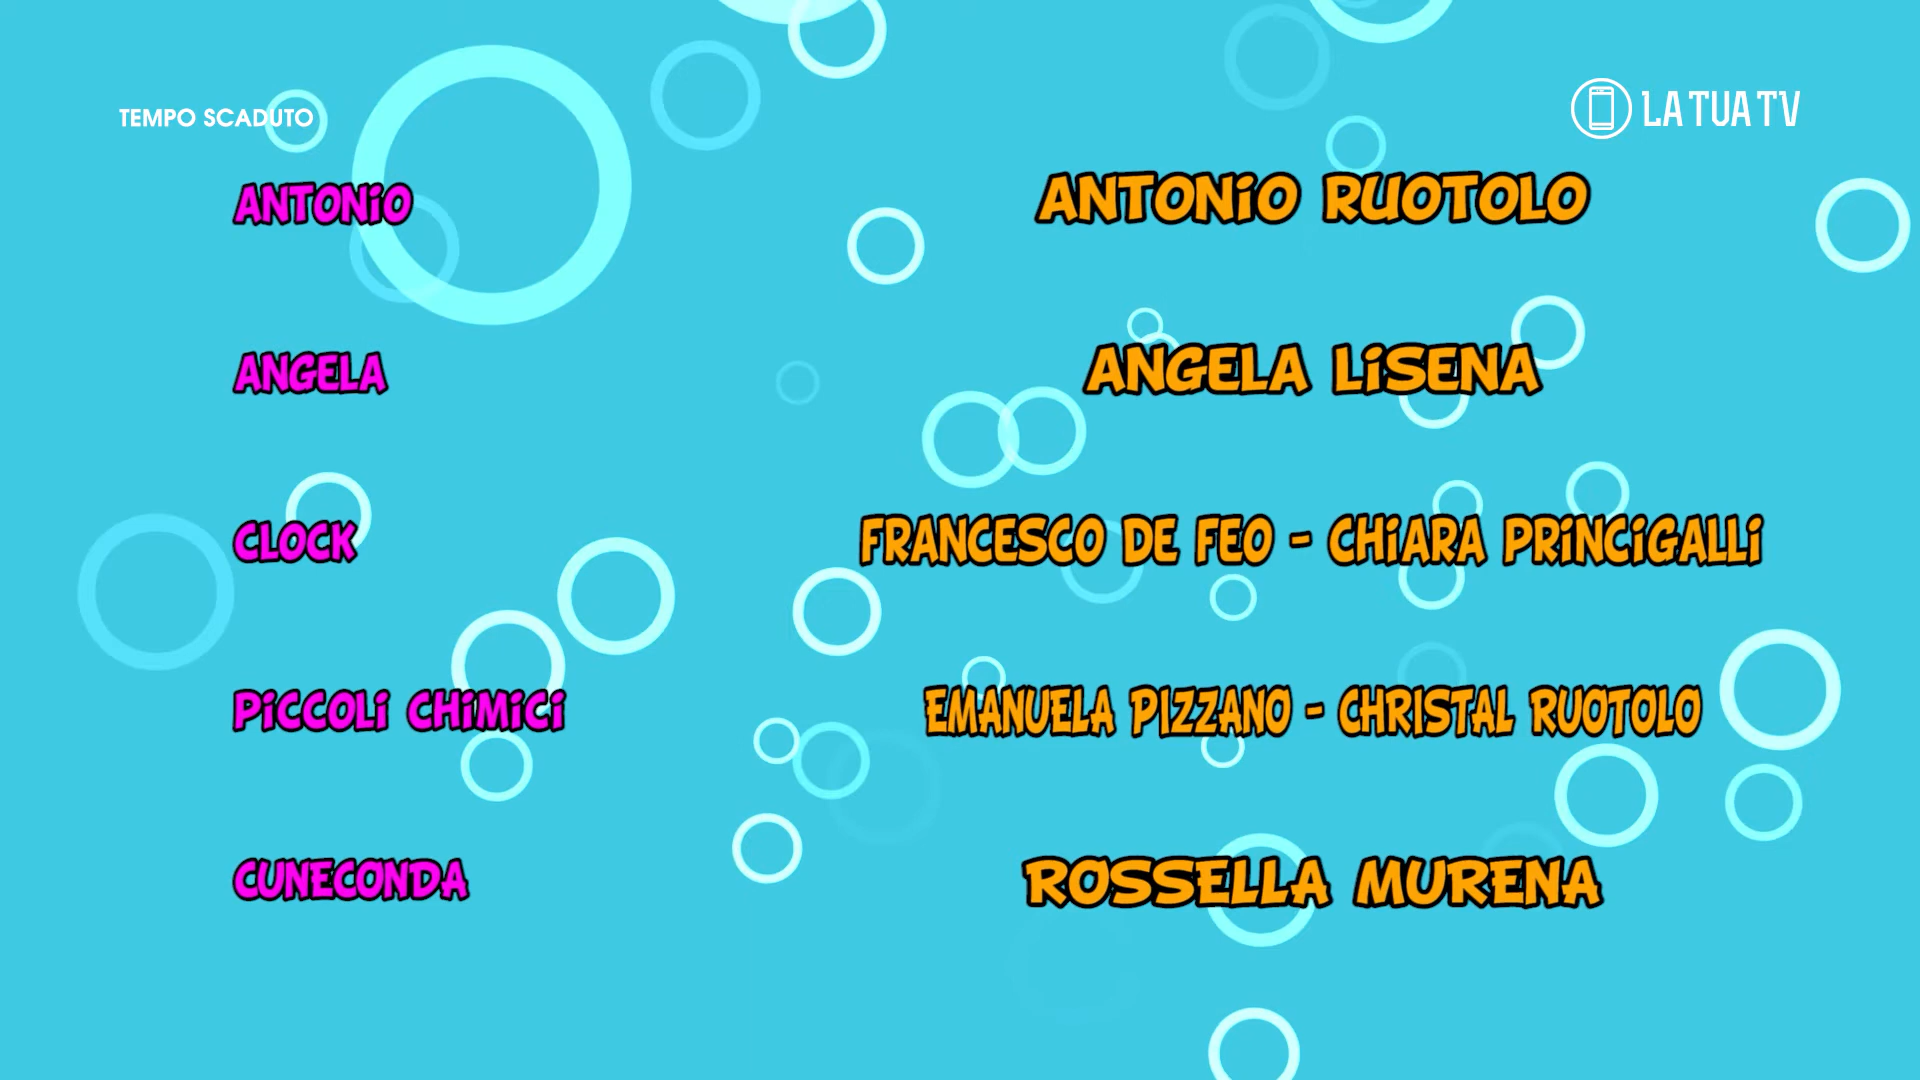 TEMPO SCADUTO
LA TUA TV
ANTONiO ANTONiO RUOTOLO
ANGELA ANGELA LiSENA
CLOCK FRANCESCO DE FEO - CHiARA PRiNCiGALLi
PiCCOLi CHiMiCi EMANUELA PIZZANO - CHRISTAL RUOTOLO
CUNECONDA ROSSELLA MURENA